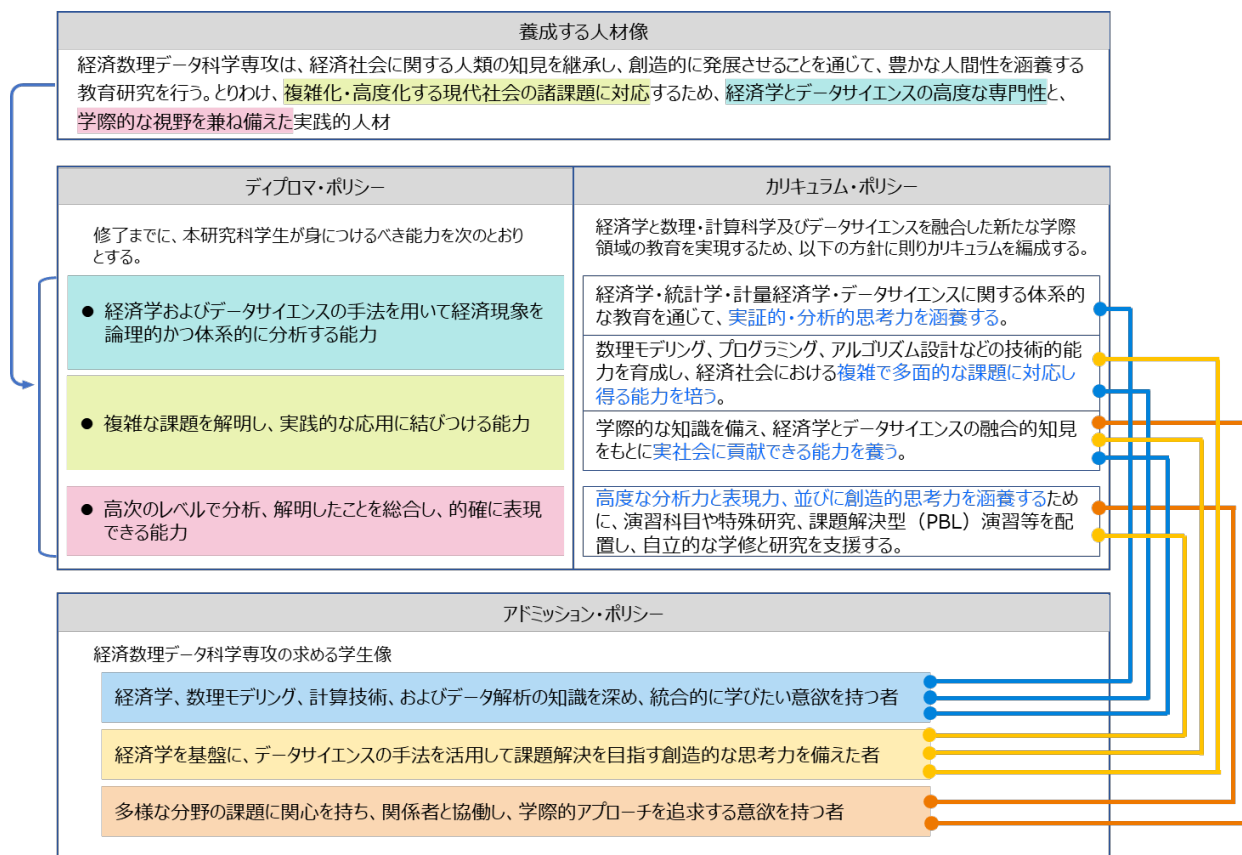 養成する人材像
経済数理データ科学専攻は、経済社会に関する人類の知見を継承し、創造的に発展させることを通じて、豊かな人間性を涵養する
教育研究を行う。とりわけ、複雑化・高度化する現代社会の諸課題に対応するため、経済学とデータサイエンスの高度な専門性と、
学際的な視野を兼ね備えた実践的人材
ディプロマ・ポリシー
修了までに、本研究科学生が身につけるべき能力を次のとおり
とする。
● 経済学およびデータサイエンスの手法を用いて経済現象を
論理的かつ体系的に分析する能力
● 複雑な課題を解明し、実践的な応用に結びつける能力
● 高次のレベルで分析、解明したことを総合し、的確に表現
できる能力
カリキュラム・ポリシー
経済学と数理・計算科学及びデータサイエンスを融合した新たな学際
領域の教育を実現するため、以下の方針に則りカリキュラムを編成する。
経済学・統計学・計量経済学・データサイエンスに関する体系的
な教育を通じて、実証的・分析的思考力を涵養する。
数理モデリング、プログラミング、アルゴリズム設計などの技術的能
力を育成し、経済社会における複雑で多面的な課題に対応し
得る能力を培う。
学際的な知識を備え、経済学とデータサイエンスの融合的知見
をもとに実社会に貢献できる能力を養う。
高度な分析力と表現力、並びに創造的思考力を涵養するため
に、演習科目や特殊研究、課題解決型（PBL）演習等を配
置し、自立的な学修と研究を支援する。
アドミッション・ポリシー
経済数理データ科学専攻の求める学生像
経済学、数理モデリング、計算技術、およびデータ解析の知識を深め、統合的に学びたい意欲を持つ者
経済学を基盤に、データサイエンスの手法を活用して課題解決を目指す創造的な思考力を備えた者
多様な分野の課題に関心を持ち、関係者と協働し、学際的アプローチを追求する意欲を持つ者